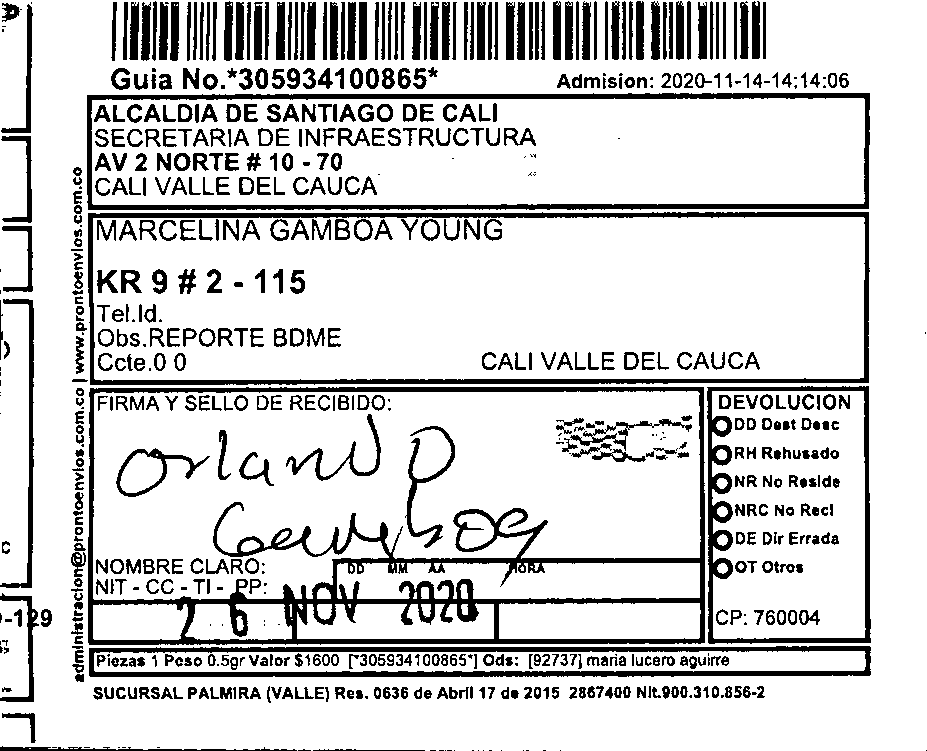 Guia No.*305934100865*
Admision: 2020-11-14-14;14:06
ALCALDIA DE SANTIAGO DE CALI
SECRETARIA DE INFRAESTRUCTURA
AV 2 NORTE # 10 - 70
CALI VALLE DEL CAUCA
MARCELINA GAMBOA YOUNG
KR 9 # 2 - 115
Tel.Id.
Obs.REPORTE BDME
Ccte.0 0
CALI VALLE DEL CAUCA
administracion@prontoenvios.com.co | www.prontoenvios.com.co
FIRMA Y SELLO DE RECIBIDO:
Orlando
Gamboa
NOMBRE CLARO:
NIT - CC - TI - PP:
DD MM AA HORA
26 NOV 2020
DEVOLUCION
DD Dest Desc
RH Rehusado
NR No Reside
NRC No Recl
DE Dir Errada
OT Otros
CP: 760004
Piezas 1 Peso 0.5gr Valor $1600 [*305934100865*] Ods: [92737] maria lucero aguirre
SUCURSAL PALMIRA (VALLE) Res. 0636 de Abril 17 de 2015 2867400 Nit.900.310.856-2
-129